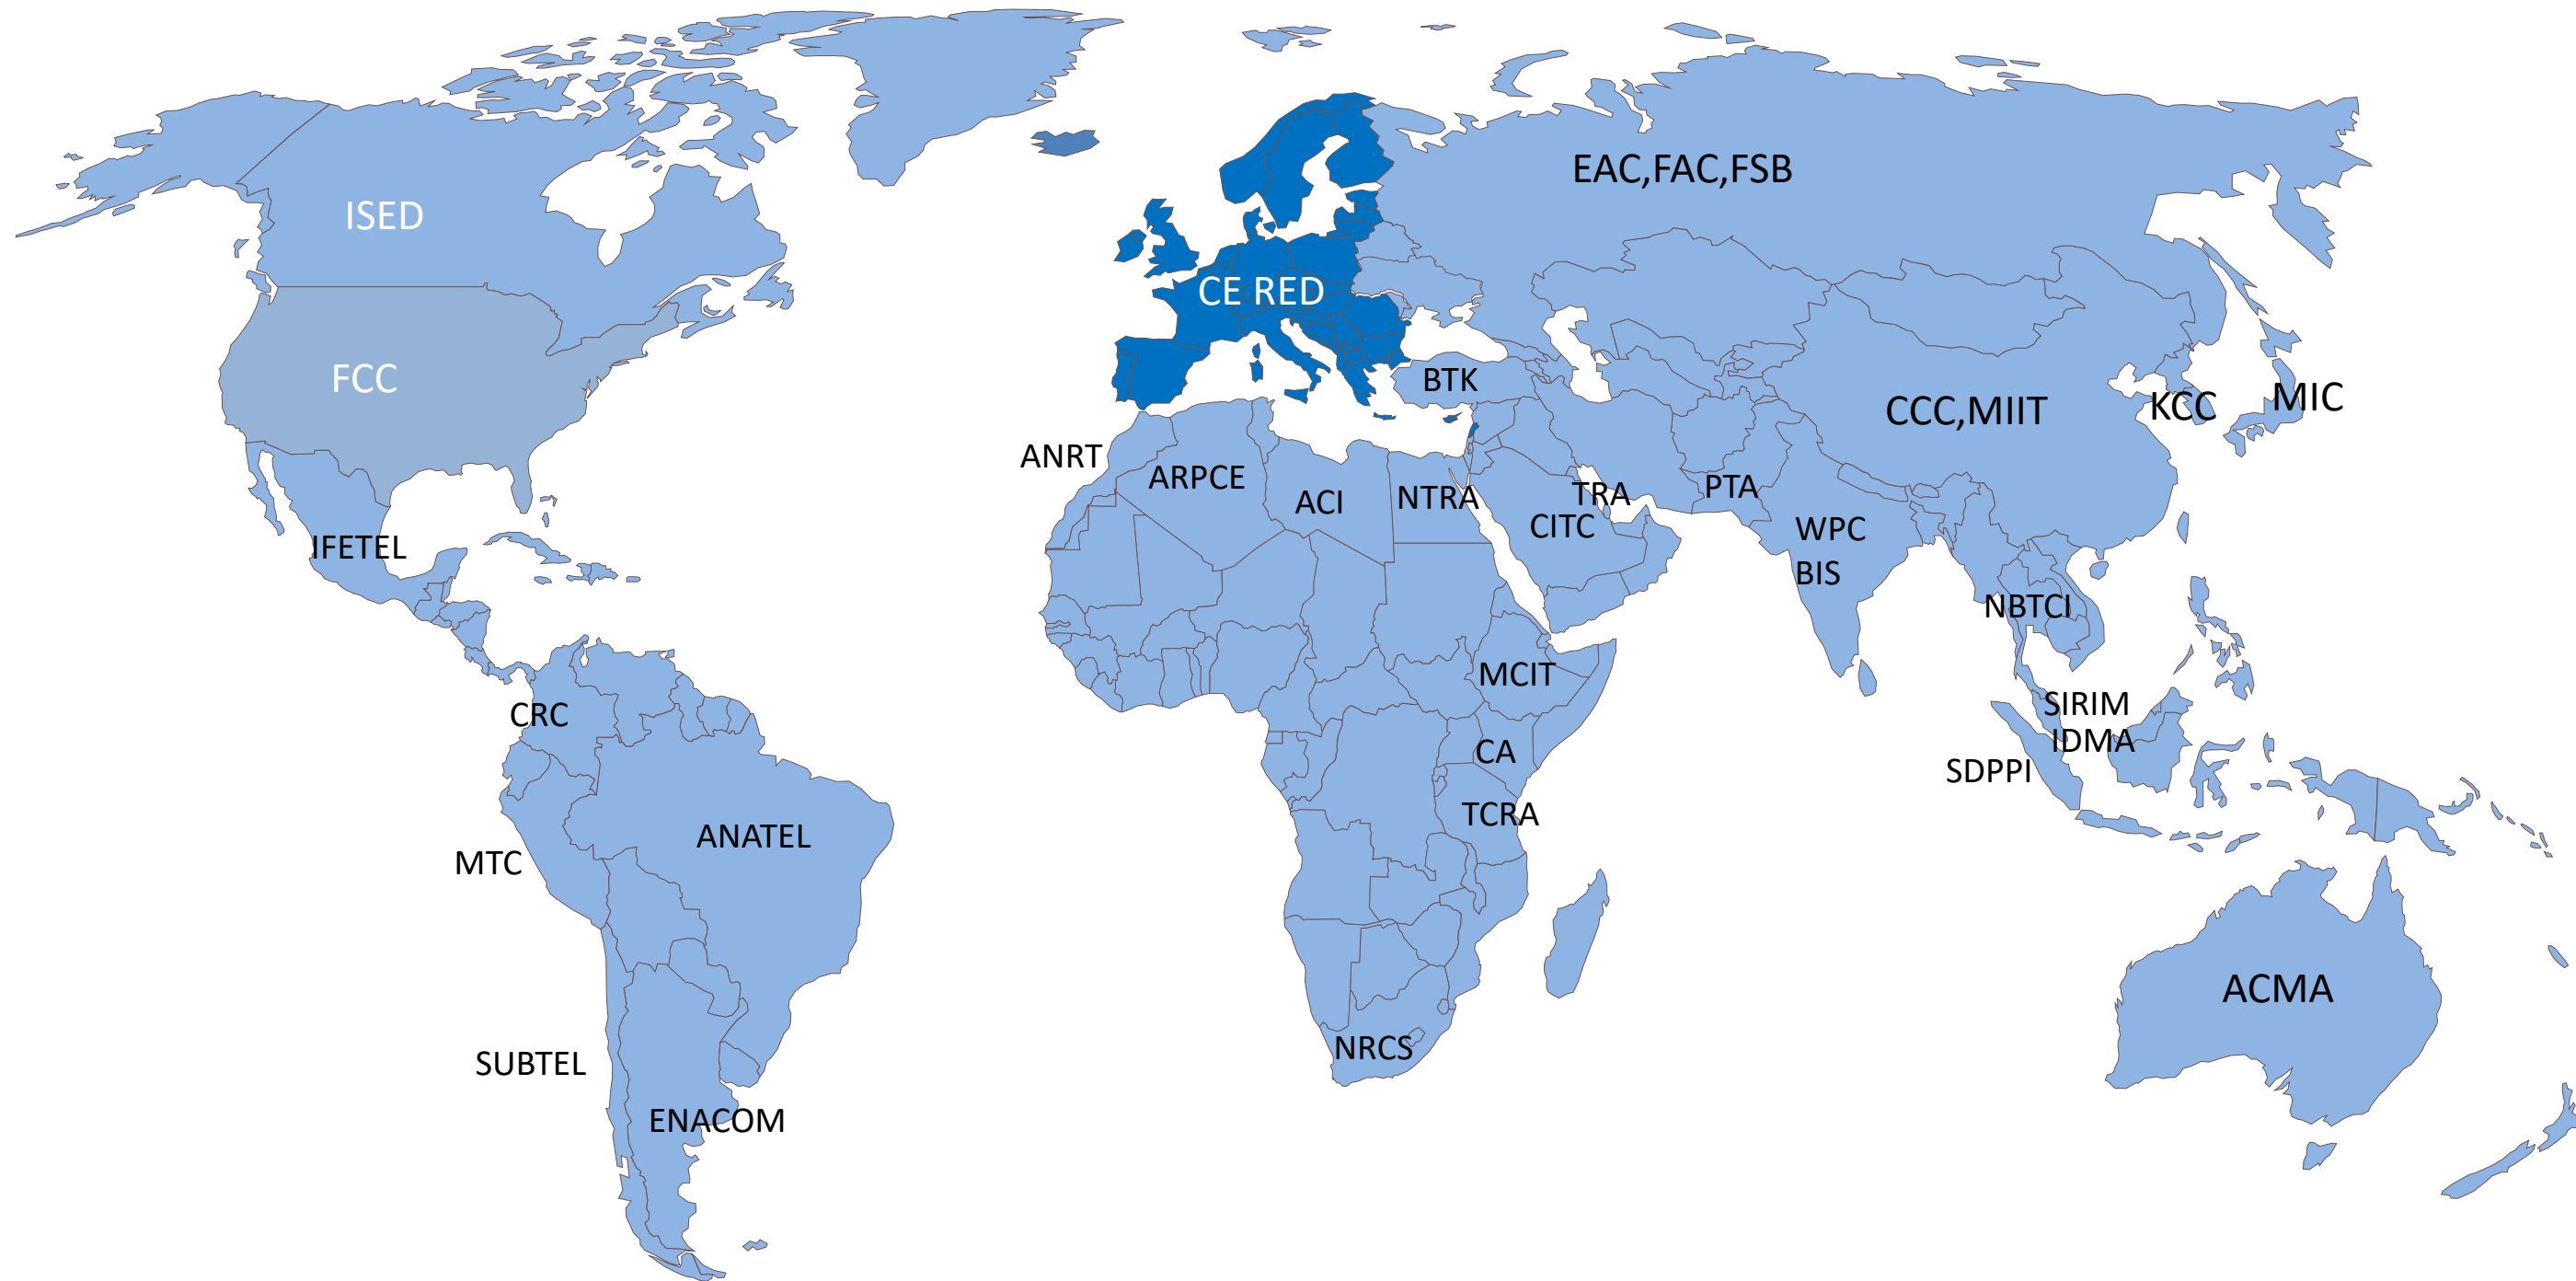 EAC,FAC,FSB
ISED
CE RED
FCC
BTK
CCC,MIIT
KCC
MIC
ANRT
ARPCE
ACI
NTRA
TRA
CITC
PTA
WPC
BIS
IFETEL
NBTCI
MCIT
CRC
SIRIM
IDMA
CA
SDPPI
TCRA
ANATEL
MTC
ACMA
NRCS
SUBTEL
ENACOM